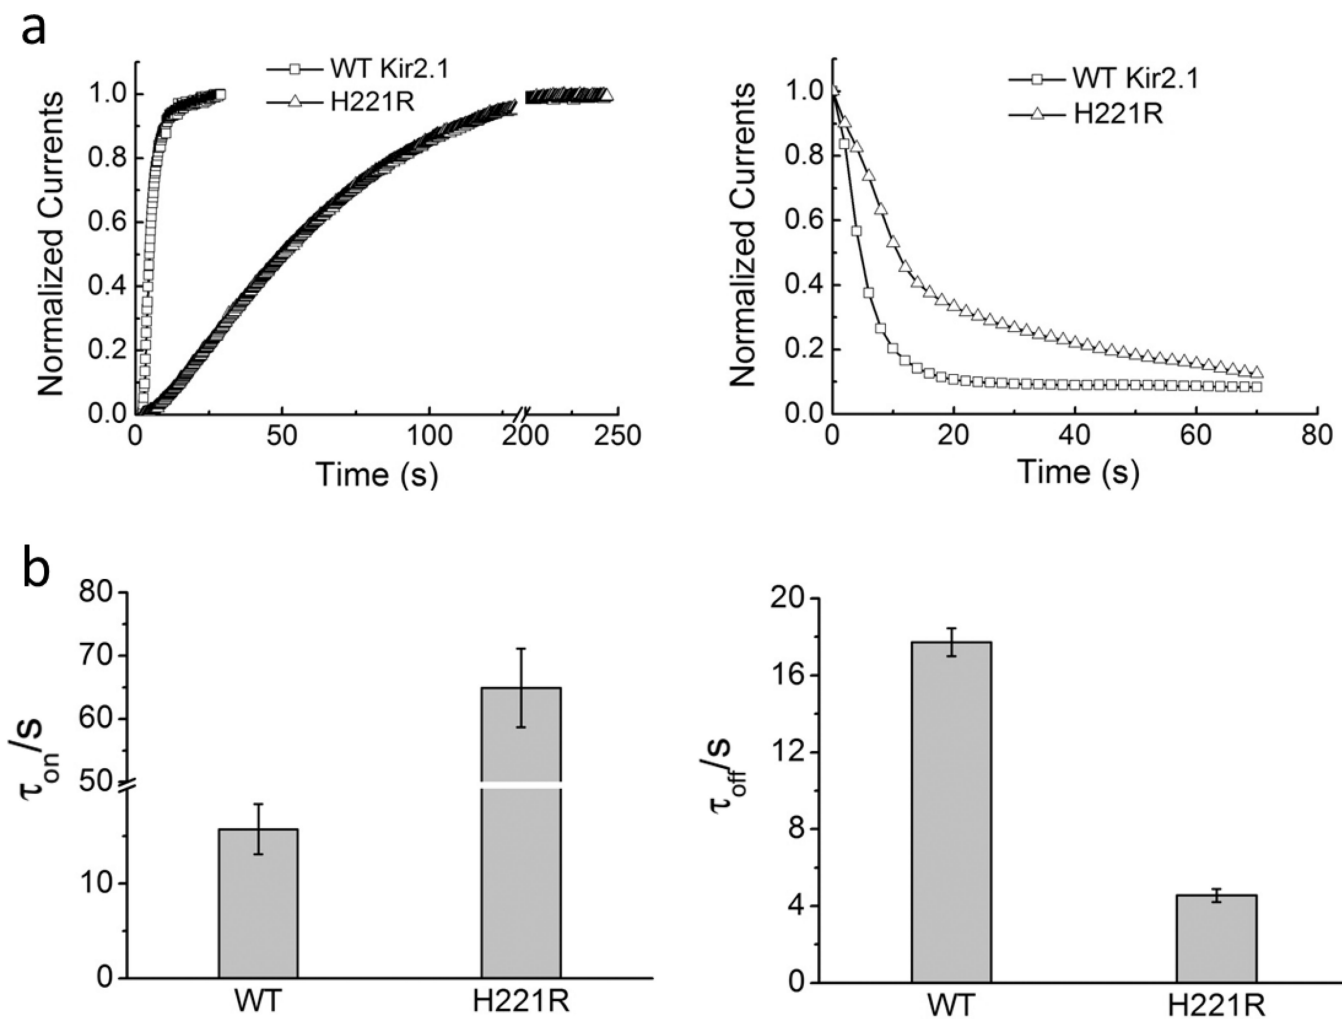 a
WT Kir2.1
H221R
Normalized Currents
1.0
0.8
0.6
0.4
0.2
0.0
0 50 100 200 250
Time (s)
WT Kir2.1
H221R
Normalized Currents
1.0
0.8
0.6
0.4
0.2
0.0
0 20 40 60 80
Time (s)
b
τon/s
80
70
60
50
10
0
WT H221R
τoff/s
20
16
12
8
4
0
WT H221R